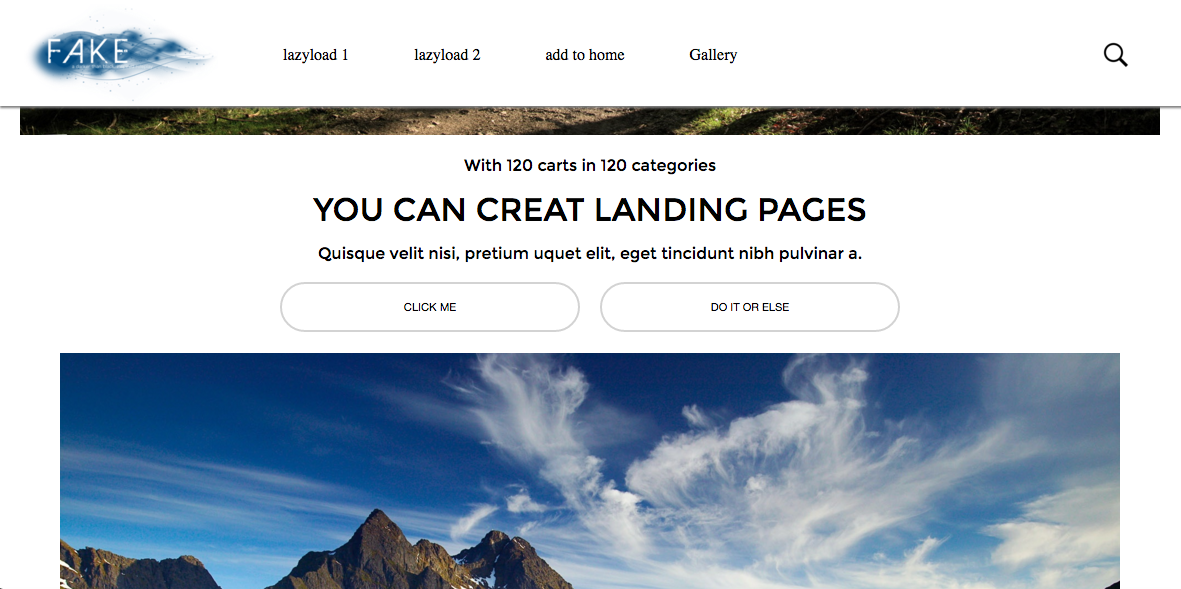 FAKE
lazyload 1
lazyload 2
add to home
Gallery
With 120 carts in 120 categories
YOU CAN CREAT LANDING PAGES
Quisque velit nisi, pretium uquet elit, eget tincidunt nibh pulvinar a.
CLICK ME
DO IT OR ELSE